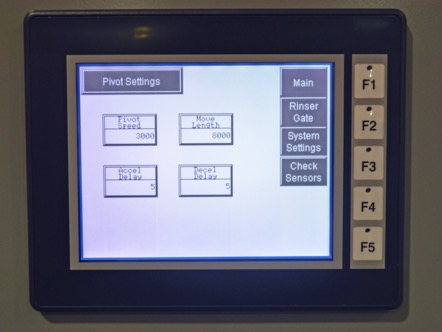 Pivot Settings
Main
Rinser
Gate
System
Settings
Check
Sensors
Pivot
Speed
3000
Move
Length
8000
Accel
Delay
5
Decel
Delay
5
F1
F2
F3
F4
F5